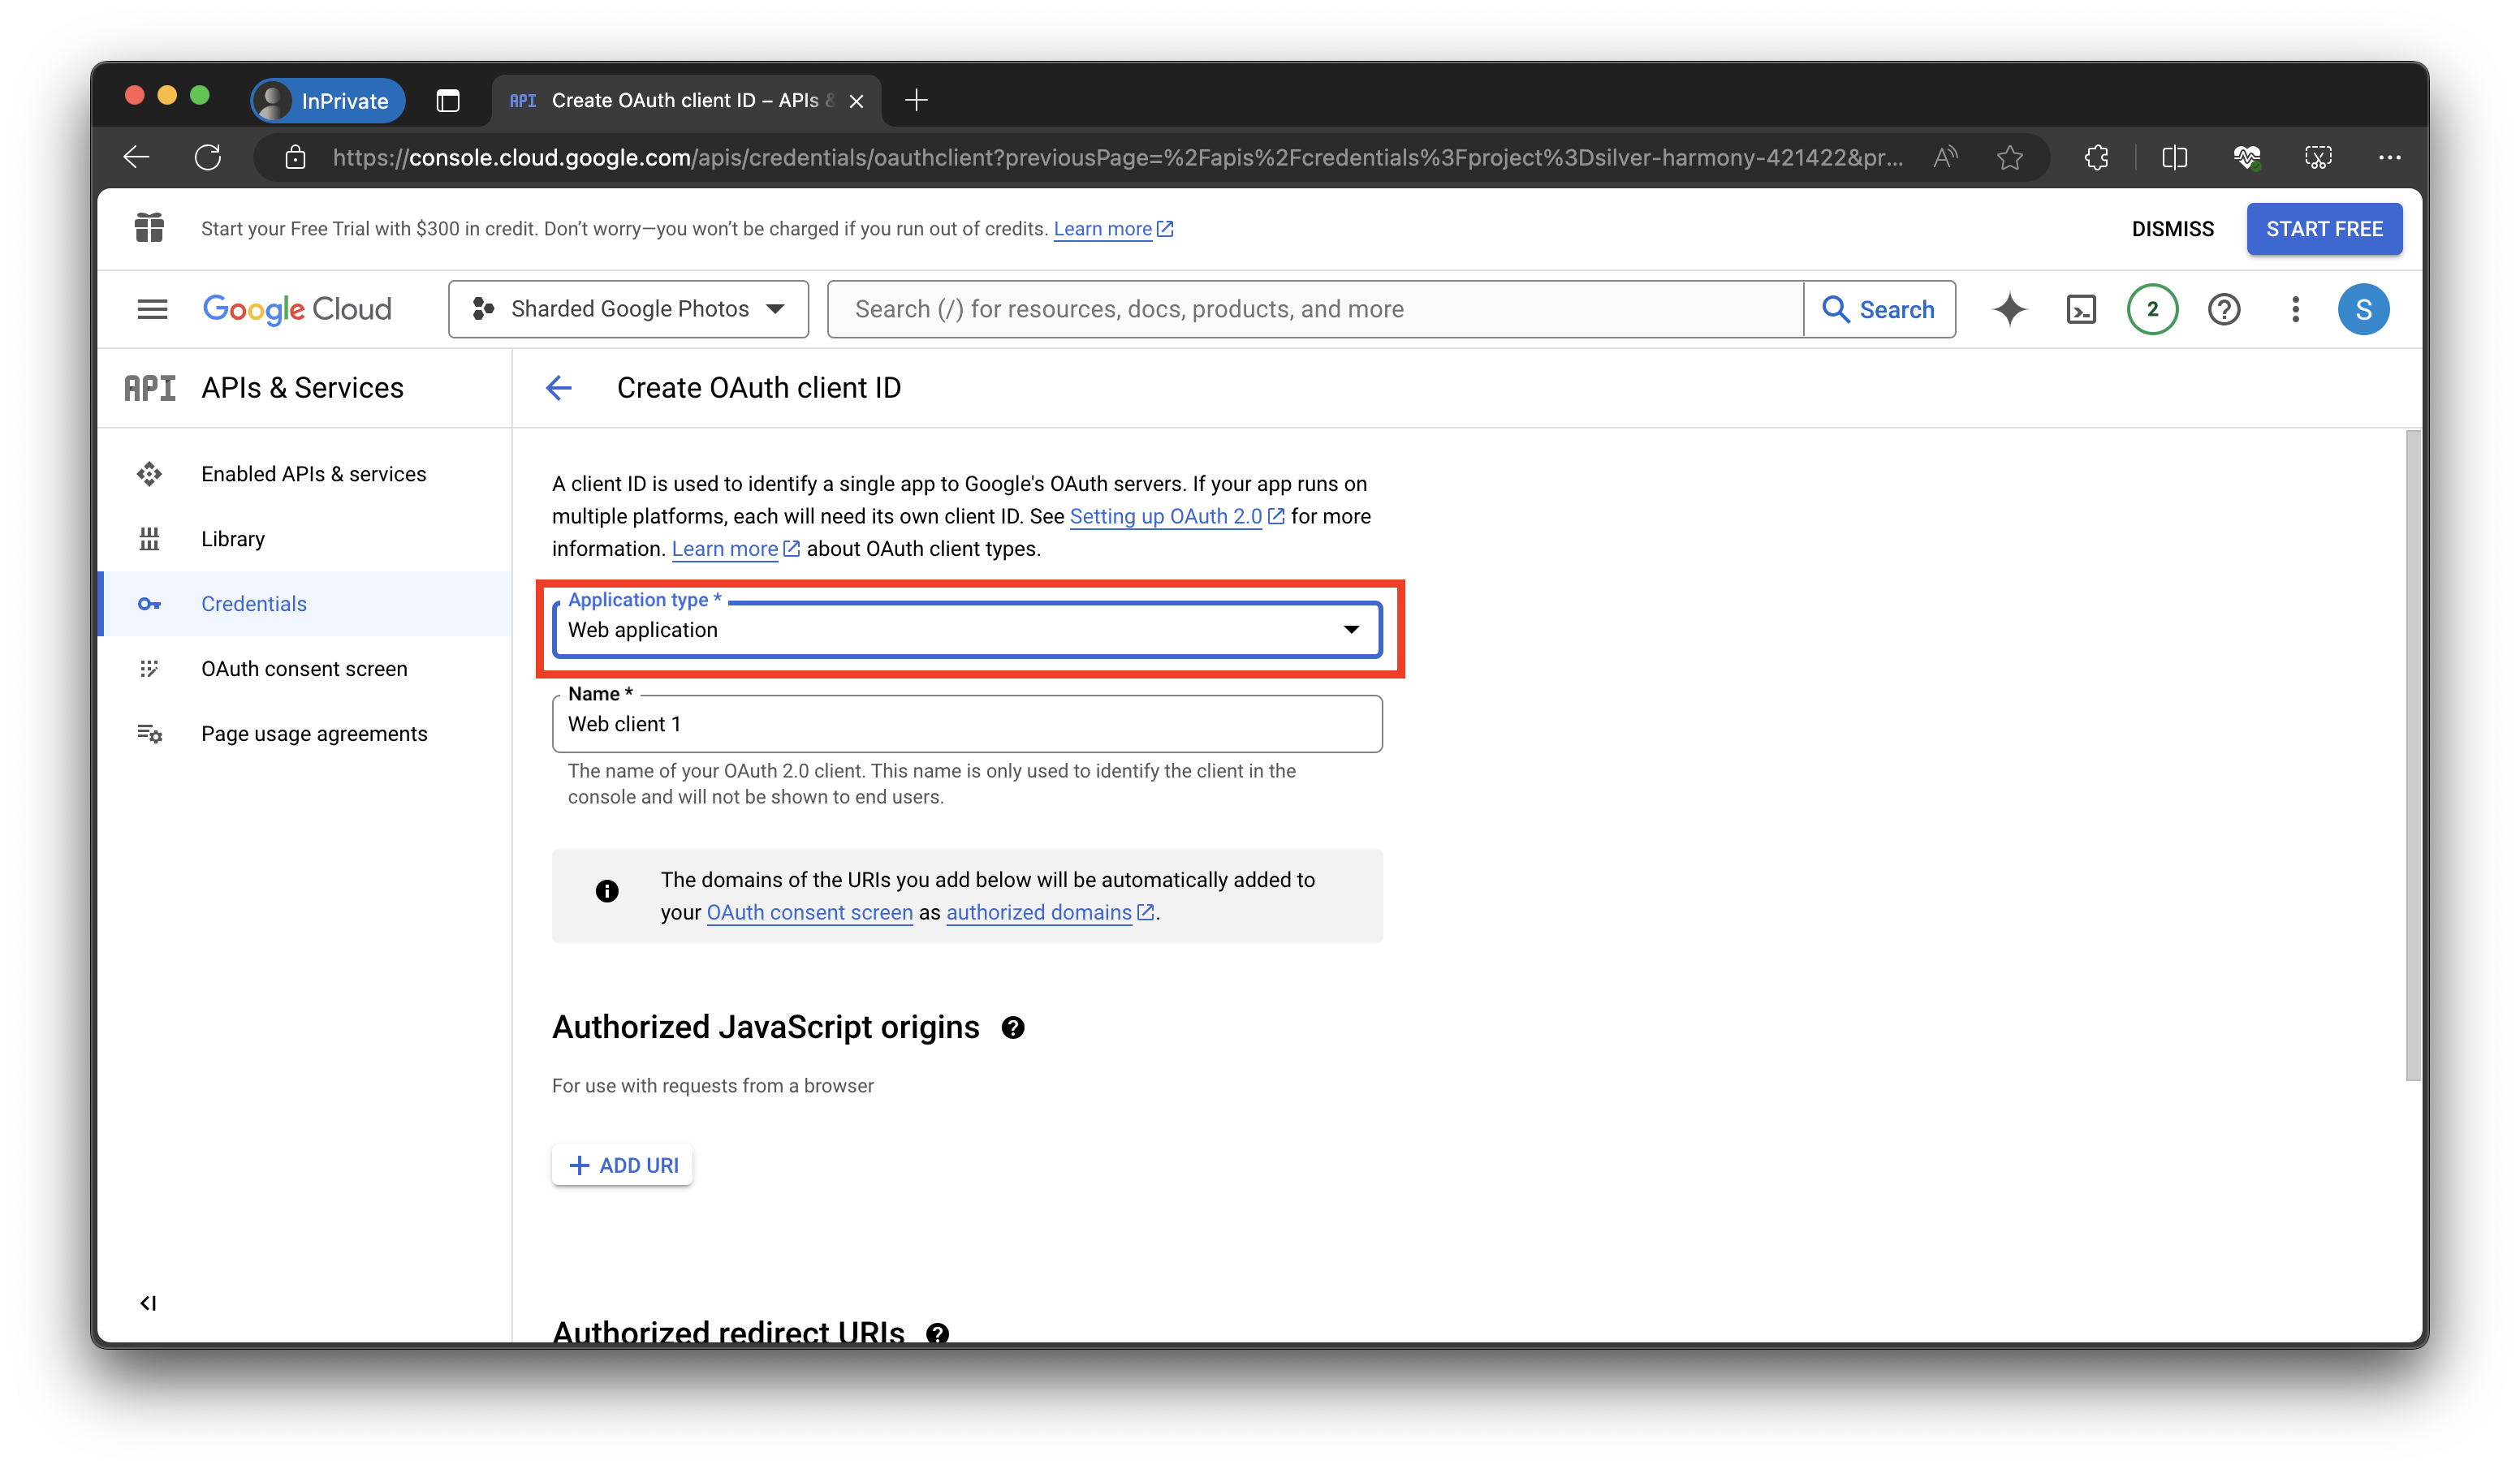 InPrivate
API Create OAuth client ID – APIs &
https://console.cloud.google.com/apis/credentials/oauthclient?previousPage=%2Fapis%2Fcredentials%3Fproject%3Dsilver-harmony-421422&pr...
Start your Free Trial with $300 in credit. Don’t worry—you won’t be charged if you run out of credits. Learn more
DISMISS
START FREE
Google Cloud
Sharded Google Photos
Search (/) for resources, docs, products, and more
Search
2
S
API APIs & Services
Create OAuth client ID
Enabled APIs & services
Library
Credentials
OAuth consent screen
Page usage agreements
A client ID is used to identify a single app to Google's OAuth servers. If your app runs on
multiple platforms, each will need its own client ID. See Setting up OAuth 2.0 for more
information. Learn more about OAuth client types.
Application type *
Web application
Name *
Web client 1
The name of your OAuth 2.0 client. This name is only used to identify the client in the
console and will not be shown to end users.
The domains of the URIs you add below will be automatically added to
your OAuth consent screen as authorized domains.
Authorized JavaScript origins
For use with requests from a browser
ADD URI
Authorized redirect URIs